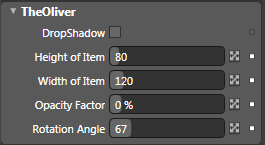 TheOliver
DropShadow
Height of Item 80
Width of Item 120
Opacity Factor 0 %
Rotation Angle 67